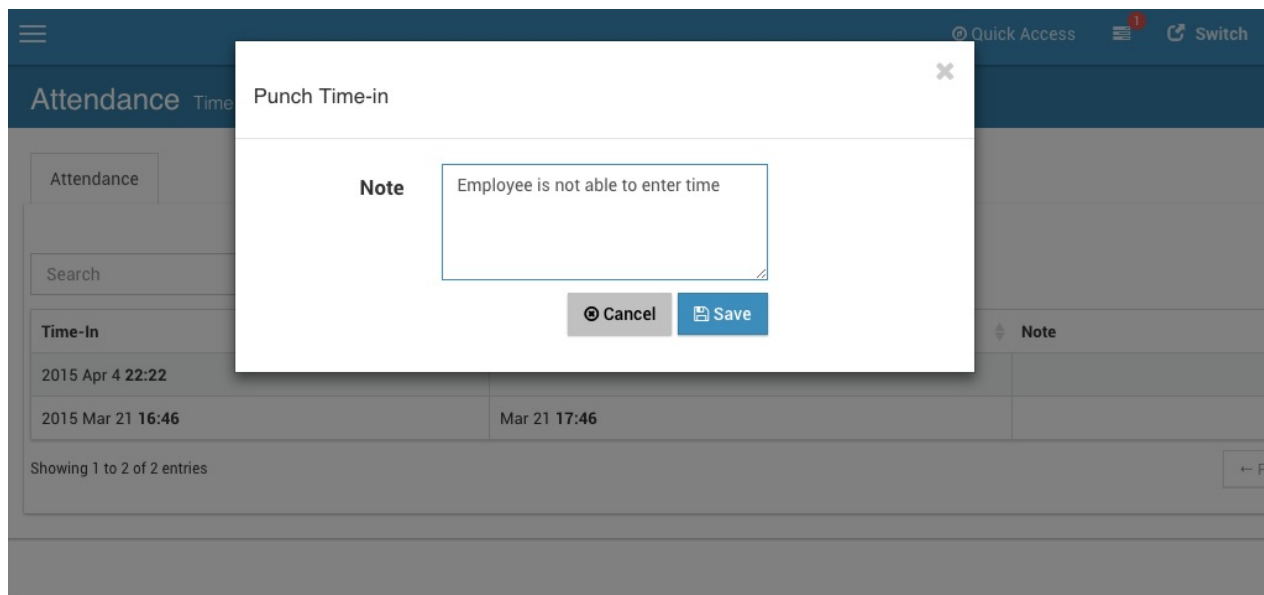 Quick Access 1 Switch
Attendance Time
Punch Time-in
Attendance
Note Employee is not able to enter time
Search
Cancel Save
Time-In Note
2015 Apr 4 22:22
2015 Mar 21 16:46 Mar 21 17:46
Showing 1 to 2 of 2 entries
←